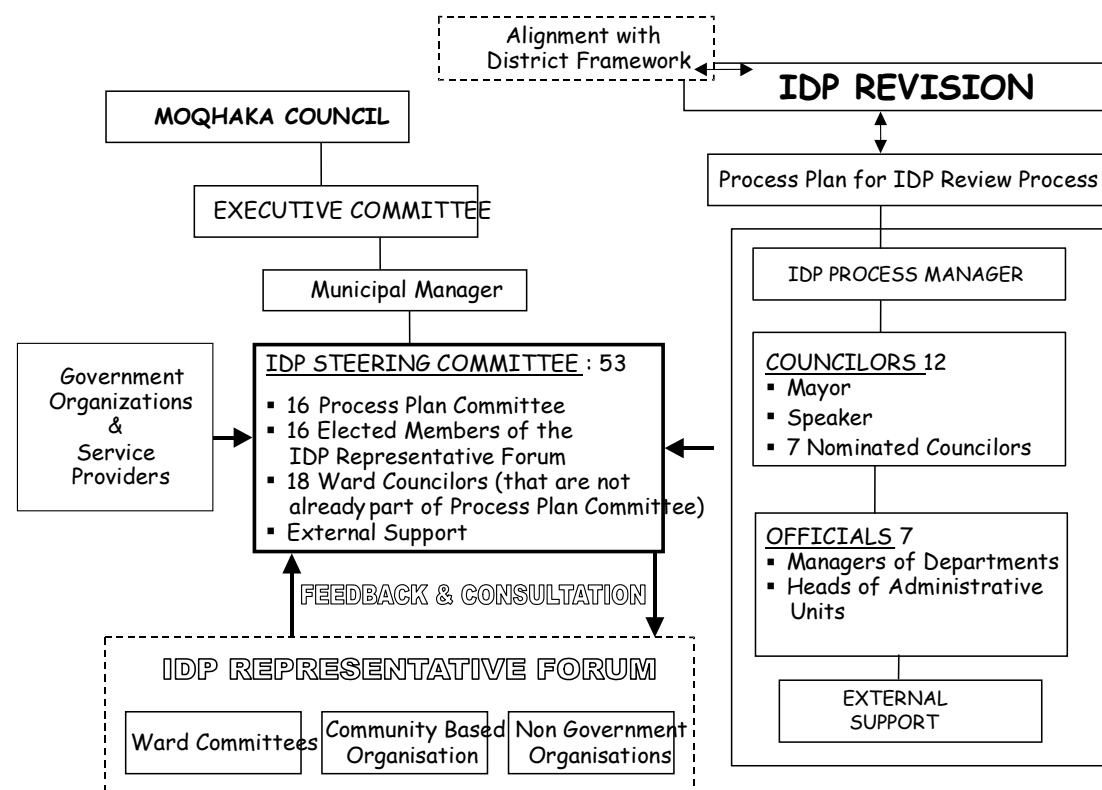 Alignment with
District Framework
IDP REVISION
MOQHAKA COUNCIL
Process Plan for IDP Review Process
EXECUTIVE COMMITTEE
IDP PROCESS MANAGER
Municipal Manager
IDP STEERING COMMITTEE : 53
▪ 16 Process Plan Committee
▪ 16 Elected Members of the
IDP Representative Forum
▪ 18 Ward Councilors (that are not
already part of Process Plan Committee)
▪ External Support
Government
Organizations
&
Service
Providers
COUNCILORS 12
▪ Mayor
▪ Speaker
▪ 7 Nominated Councilors
OFFICIALS 7
▪ Managers of Departments
▪ Heads of Administrative
Units
EXTERNAL
SUPPORT
FEEDBACK & CONSULTATION
IDP REPRESENTATIVE FORUM
Ward Committees
Community Based
Organisation
Non Government
Organisations